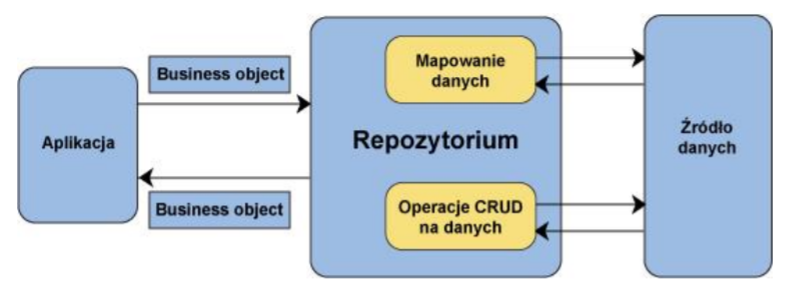 Business object
Aplikacja
Business object
Mapowanie
danych
Repozytorium
Operacje CRUD
na danych
Źródło
danych